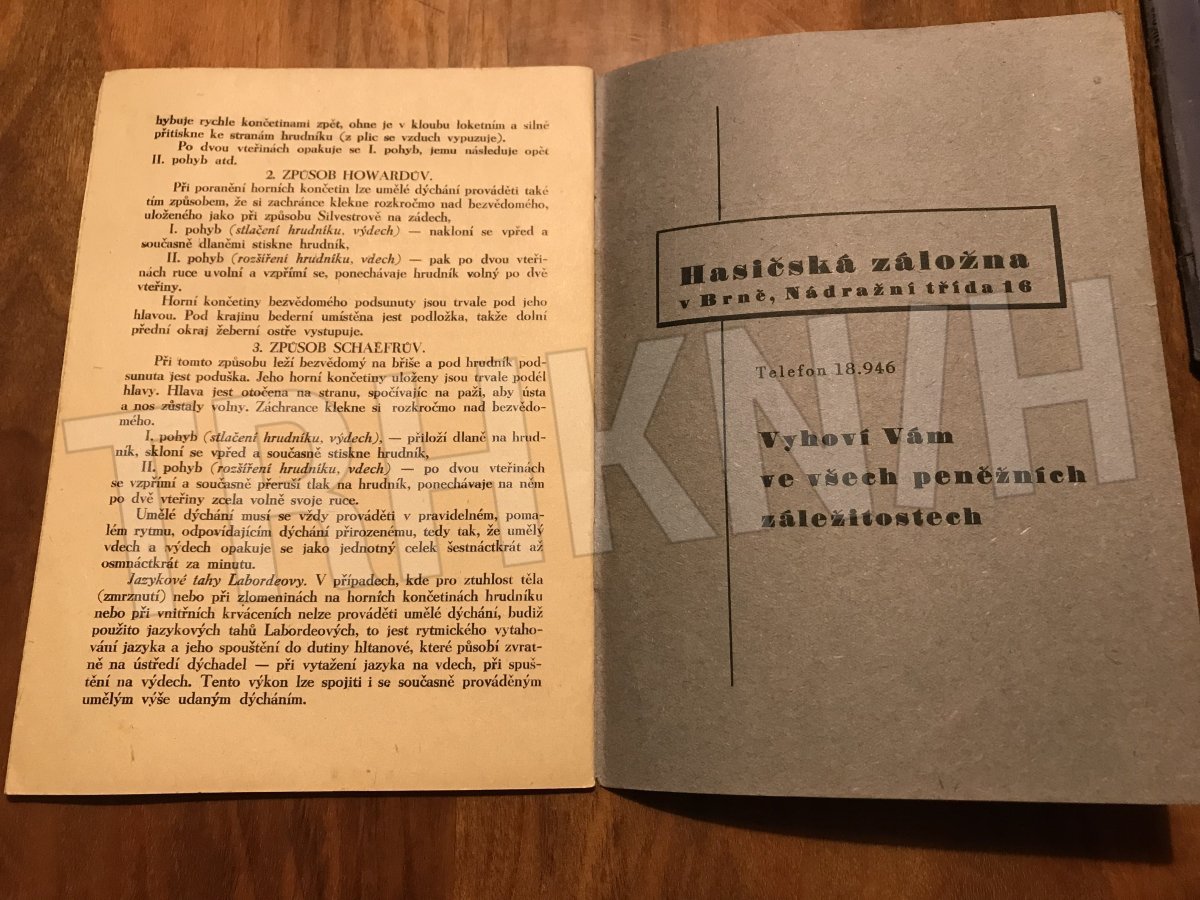 hybuje rychle končetinami zpět, ohne je v kloubu loketním a silně
přitiskne ke stranám hrudníku (z plic se vzduch vypuzuje).
Po dvou vteřinách opakuje se I. pohyb, jemu následuje opět
II. pohyb atd.
2. ZPŮSOB HOWARDŮV.
Při poranění horních končetin lze umělé dýchání prováděti také
tím způsobem, že si zachránce klekne rozkročmo nad bezvědomého,
uloženého jako při způsobu Silvestrově na zádech,
I. pohyb (stlačení hrudníku, výdech) — nakloní se vpřed a
současně dlaněmi stiskne hrudník,
II. pohyb (rozšíření hrudníku, vdech) — pak po dvou vteři-
nách ruce uvolní a vzpřímí se, ponechávaje hrudník volný po dvě
vteřiny.
Horní končetiny bezvědomého podsunuty jsou trvale pod jeho
hlavou. Pod krajinu bederní umístěna jest podložka, takže dolní
přední okraj žeberní ostře vystupuje.
3. ZPŮSOB SCHAEFRŮV.
Při tomto způsobu leží bezvědomý na břiše a pod hrudník pod-
sunuta jest poduška. Jeho horní končetiny uloženy jsou trvale podél
hlavy. Hlava jest otočena na stranu, spočívajíc na paži, aby ústa
a nos zůstaly volny. Záchrance klekne si rozkročmo nad bezvědo-
mého.
I. pohyb (stlačení hrudníku, výdech), — přiloží dlaně na hrud-
ník, skloní se vpřed a současně stiskne hrudník,
II. pohyb (rozšíření hrudníku, vdech) — po dvou vteřinách
se vzpřímí a současně přeruší tlak na hrudník, ponechávaje na něm
po dvě vteřiny zcela volně svoje ruce.
Umělé dýchání musí se vždy prováděti v pravidelném, poma-
lém rytmu, odpovídajícím dýchání přirozenému, tedy tak, že umělý
vdech a výdech opakuje se jako jednotný celek šestnáctkrát až
osmnáctkrát za minutu.
Jazykové tahy Labordeovy. V případech, kde pro ztuhlost těla
(zmrznutí) nebo při zlomeninách na horních končetinách hrudníku
nebo při vnitřních krváceních nelze prováděti umělé dýchání, budiž
použito jazykových tahů Labordeových, to jest rytmického vytaho-
vání jazyka a jeho spouštění do dutiny hltanové, které působí zvrat-
ně na ústředí dýchadel — při vytažení jazyka na vdech, při spuš-
tění na výdech. Tento výkon lze spojiti i se současně prováděným
umělým výše udaným dýcháním.
Hasičská záložna
v Brně, Nádražní třída 16
Telefon 18.946
Vyhoví Vám
ve všech peněžních
záležitostech
TRHKNIH